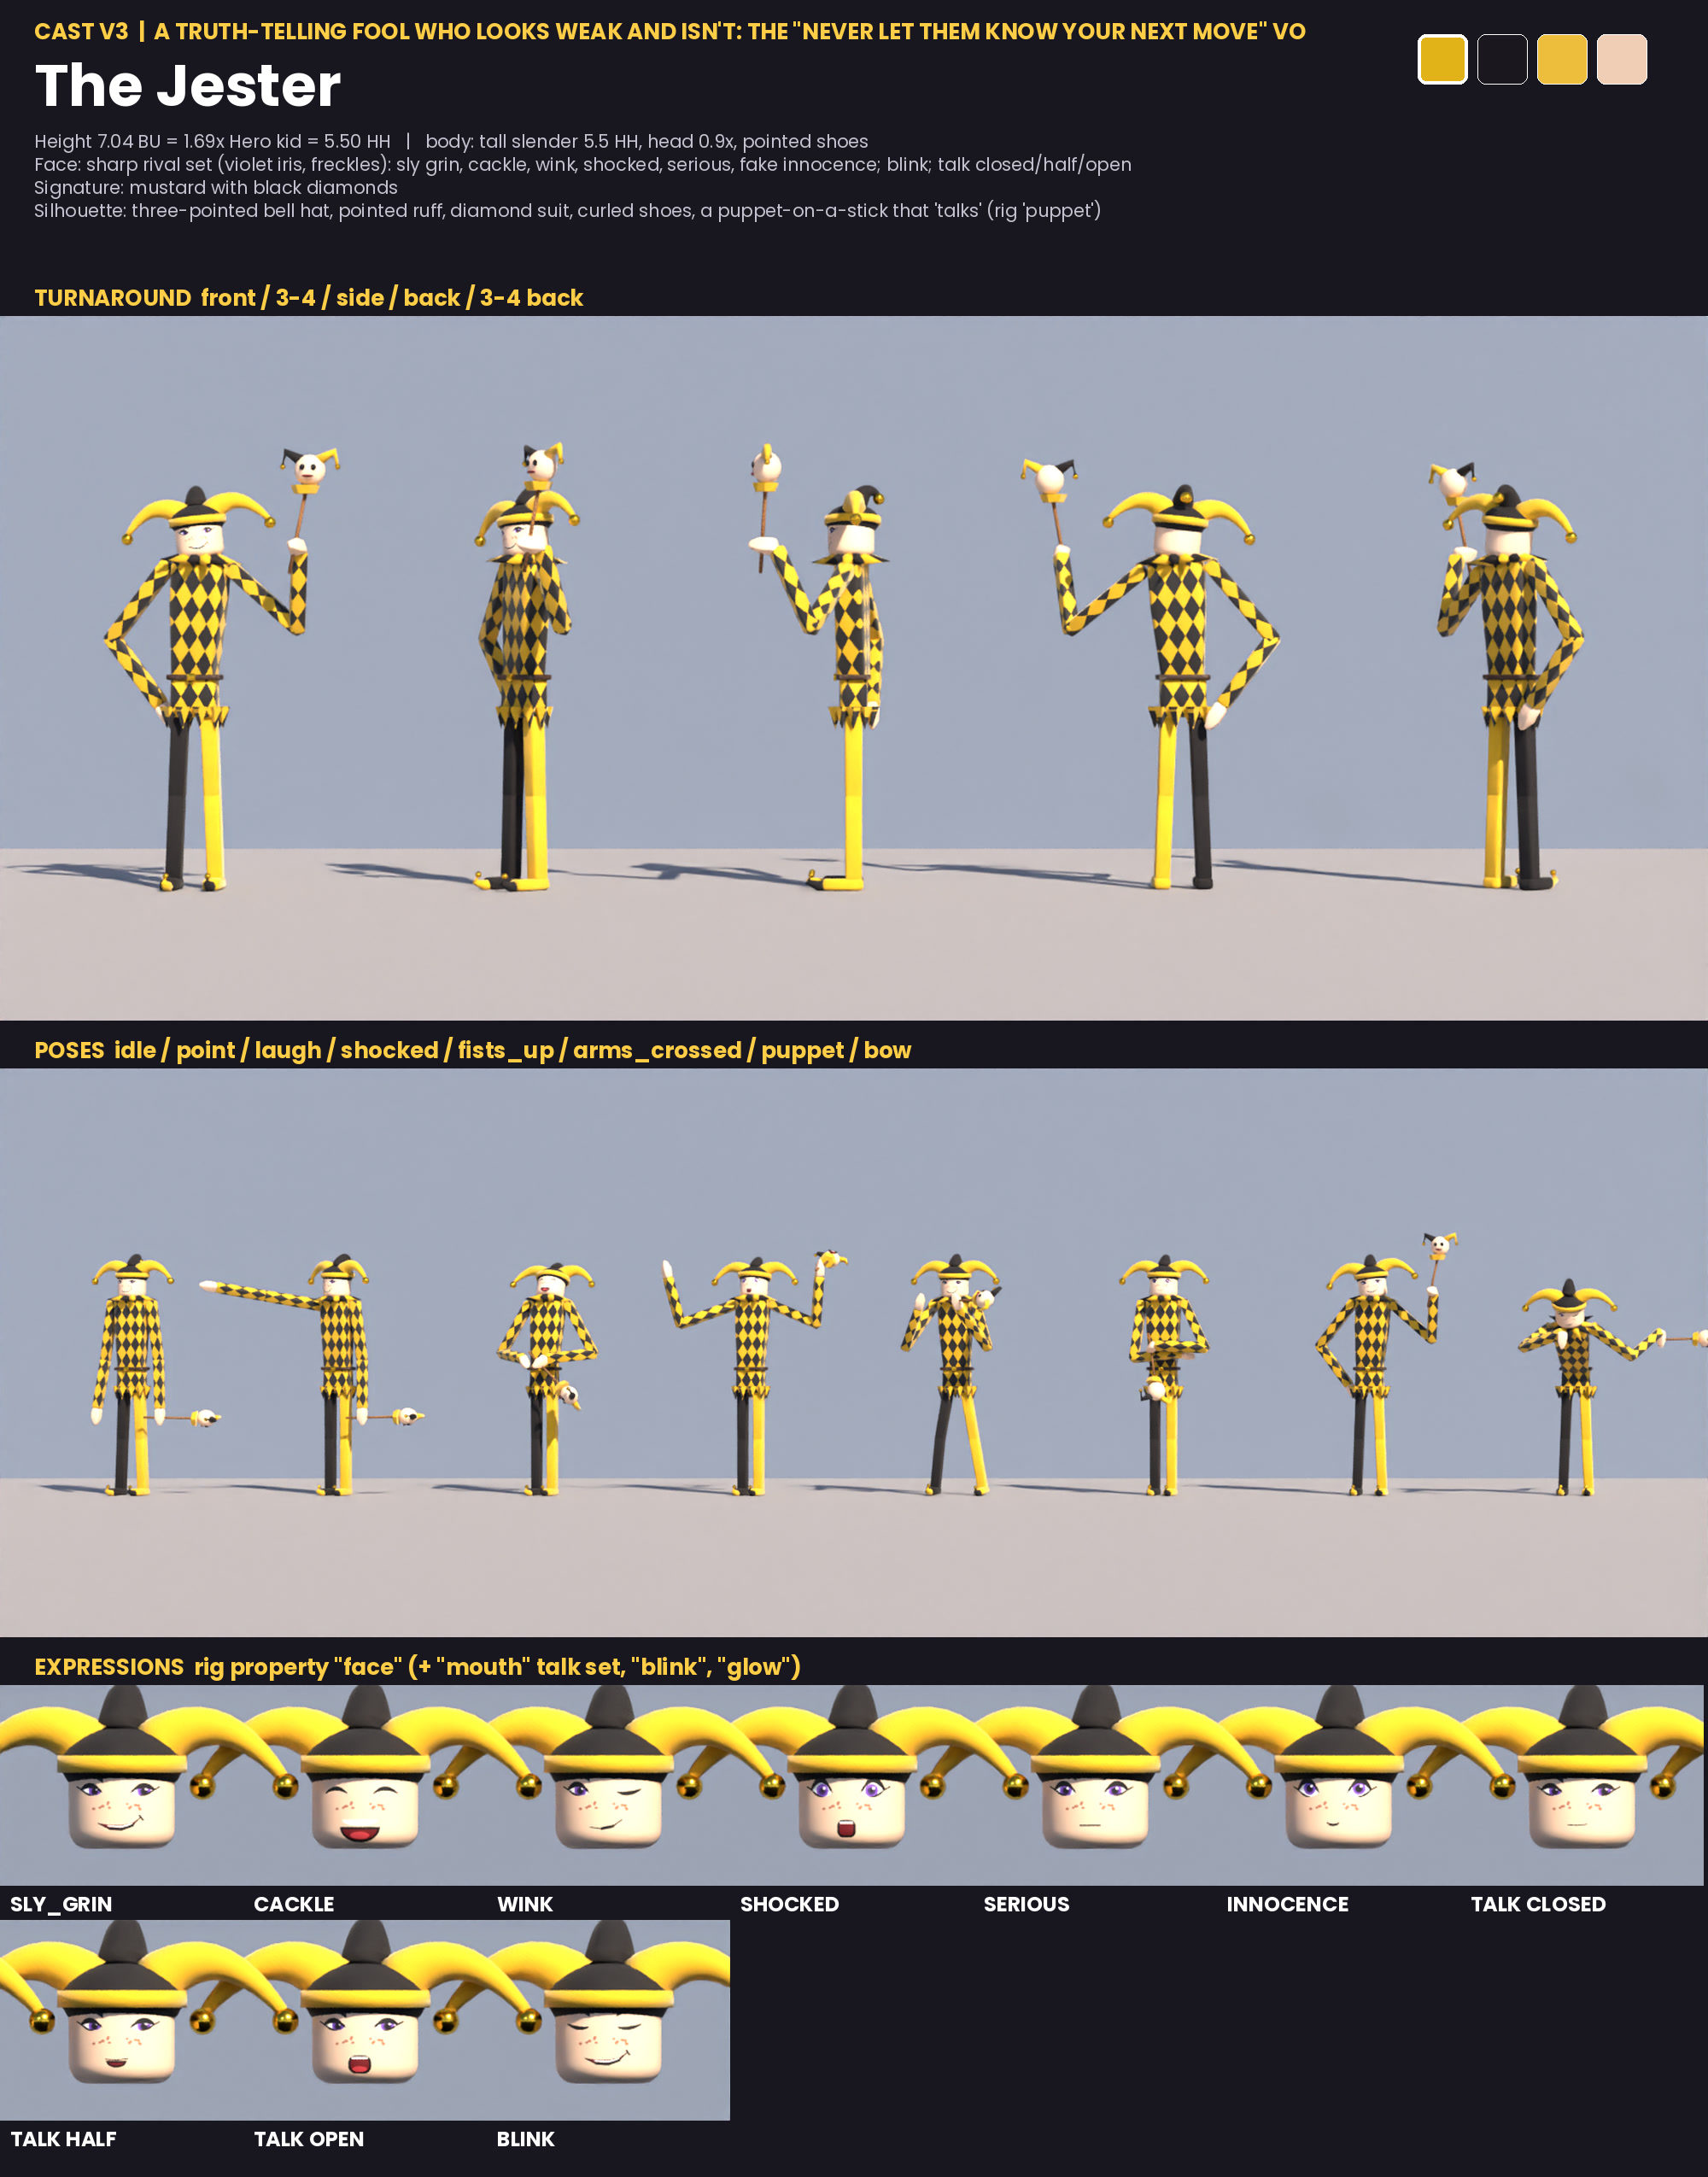 CAST V3 | A TRUTH-TELLING FOOL WHO LOOKS WEAK AND ISN'T: THE "NEVER LET THEM KNOW YOUR NEXT MOVE" VO
The Jester
Height 7.04 BU = 1.69x Hero kid = 5.50 HH | body: tall slender 5.5 HH, head 0.9x, pointed shoes
Face: sharp rival set (violet iris, freckles): sly grin, cackle, wink, shocked, serious, fake innocence; blink; talk closed/half/open
Signature: mustard with black diamonds
Silhouette: three-pointed bell hat, pointed ruff, diamond suit, curled shoes, a puppet-on-a-stick that 'talks' (rig 'puppet')
TURNAROUND front / 3-4 / side / back / 3-4 back
POSES idle / point / laugh / shocked / fists_up / arms_crossed / puppet / bow
EXPRESSIONS rig property "face" (+ "mouth" talk set, "blink", "glow")
SLY_GRIN CACKLE WINK SHOCKED SERIOUS INNOCENCE TALK CLOSED
TALK HALF TALK OPEN BLINK